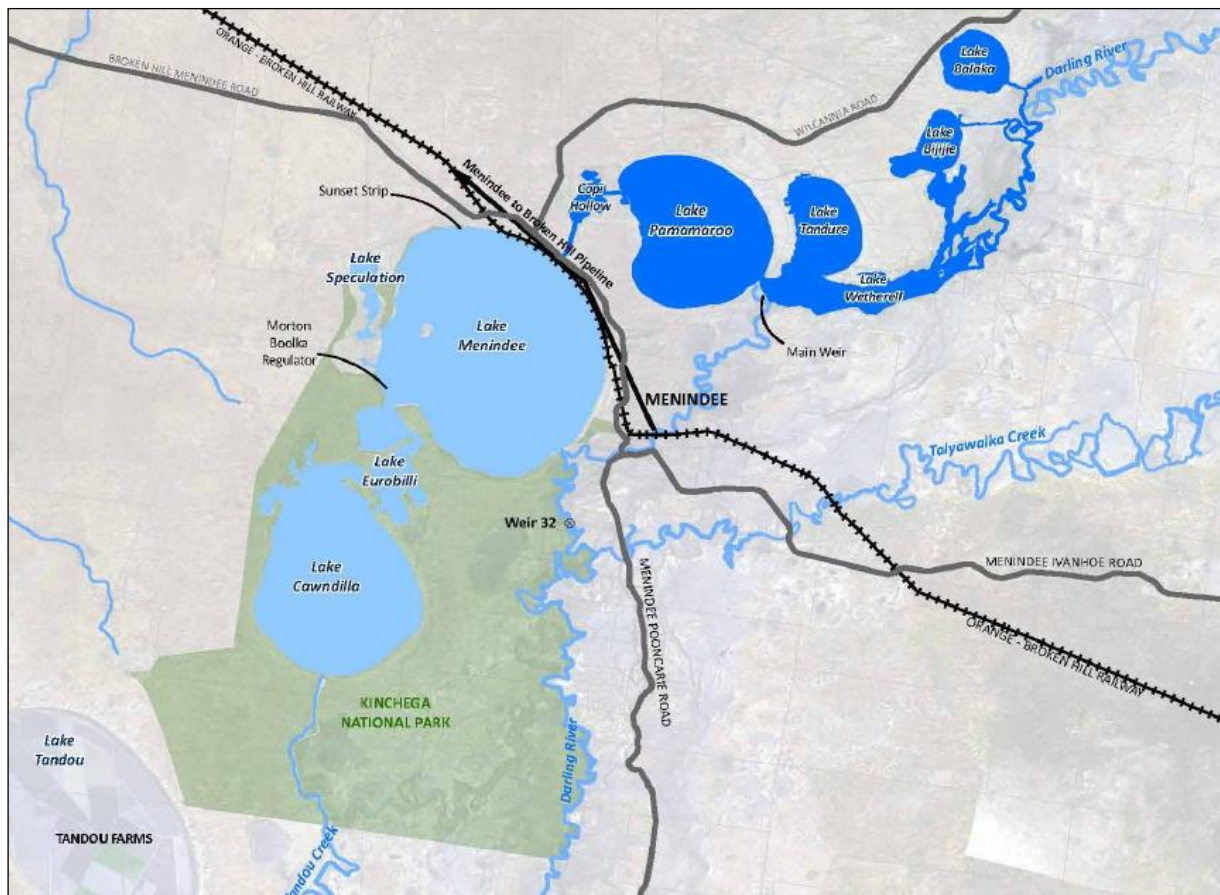 ORANGE - BROKEN HILL RAILWAY
BROKEN HILL MENINDEE ROAD
Lake
Balaka
Darling River
WILCANNIA ROAD
Lake
Bijijie
Menindee to Broken Hill Pipeline
Sunset Strip
Copi
Hollow
Lake
Pamamaroo
Lake
Tandure
Lake
Speculation
Lake
Wetherell
Lake
Menindee
Morton
Boolka
Regulator
Main Weir
MENINDEE
Talyawalka Creek
Lake
Eurobilli
Weir 32
Lake
Cawndilla
MENINDEE IVANHOE ROAD
MENINDEE POONCARIE ROAD
ORANGE - BROKEN HILL RAILWAY
KINCHEGA
NATIONAL PARK
Lake
Tandou
Darling River
TANDOU FARMS
andou Creek